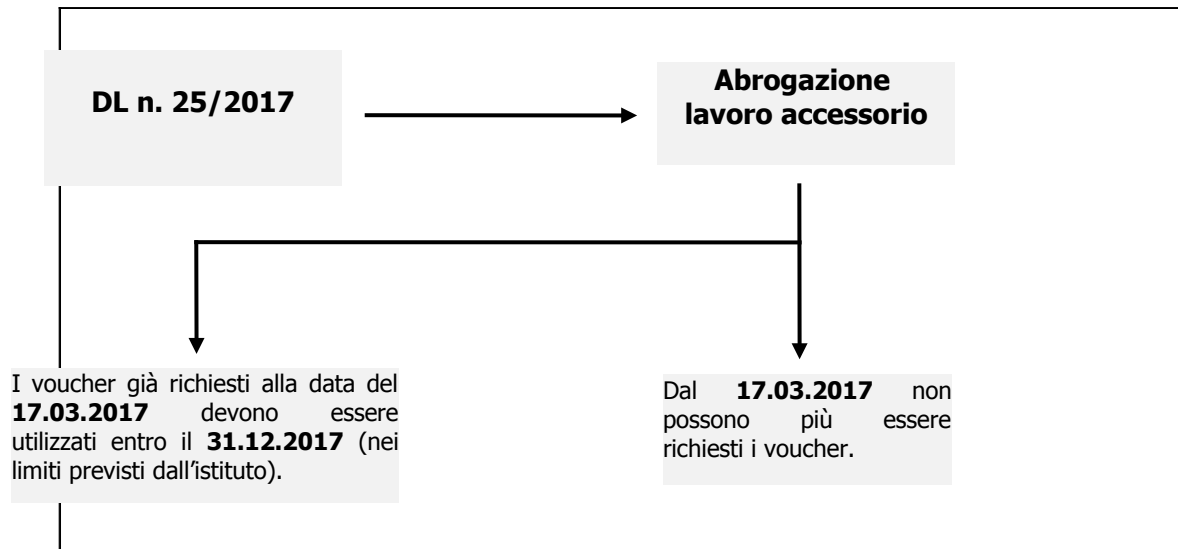 DL n. 25/2017
Abrogazione
lavoro accessorio
I voucher già richiesti alla data del
17.03.2017 devono essere
utilizzati entro il 31.12.2017 (nei
limiti previsti dall’istituto).
Dal 17.03.2017 non
possono più essere
richiesti i voucher.